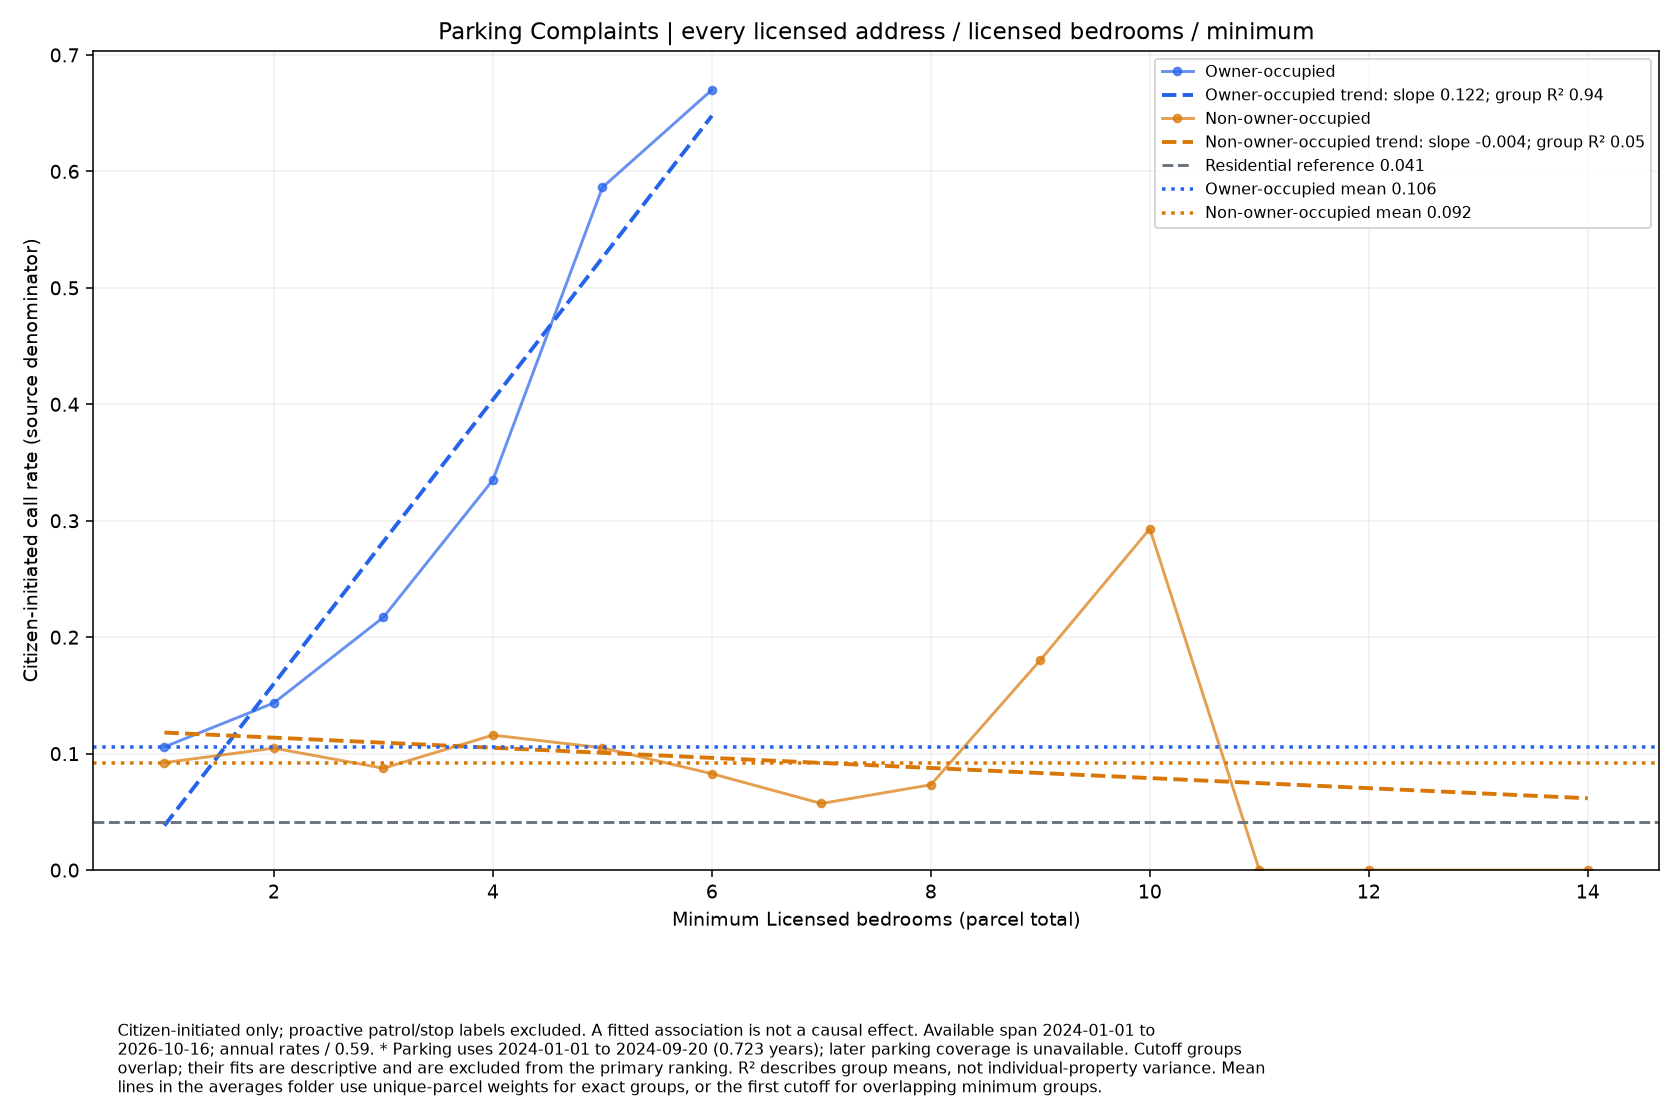 Parking Complaints | every licensed address / licensed bedrooms / minimum
0.7
0.6
0.5
0.4
0.3
0.2
0.1
0.0
Citizen-initiated call rate (source denominator)
Owner-occupied
Owner-occupied trend: slope 0.122; group R² 0.94
Non-owner-occupied
Non-owner-occupied trend: slope -0.004; group R² 0.05
Residential reference 0.041
Owner-occupied mean 0.106
Non-owner-occupied mean 0.092
2 4 6 8 10 12 14
Minimum Licensed bedrooms (parcel total)
Citizen-initiated only; proactive patrol/stop labels excluded. A fitted association is not a causal effect. Available span 2024-01-01 to
2026-10-16; annual rates / 0.59. * Parking uses 2024-01-01 to 2024-09-20 (0.723 years); later parking coverage is unavailable. Cutoff groups
overlap; their fits are descriptive and are excluded from the primary ranking. R² describes group means, not individual-property variance. Mean
lines in the averages folder use unique-parcel weights for exact groups, or the first cutoff for overlapping minimum groups.